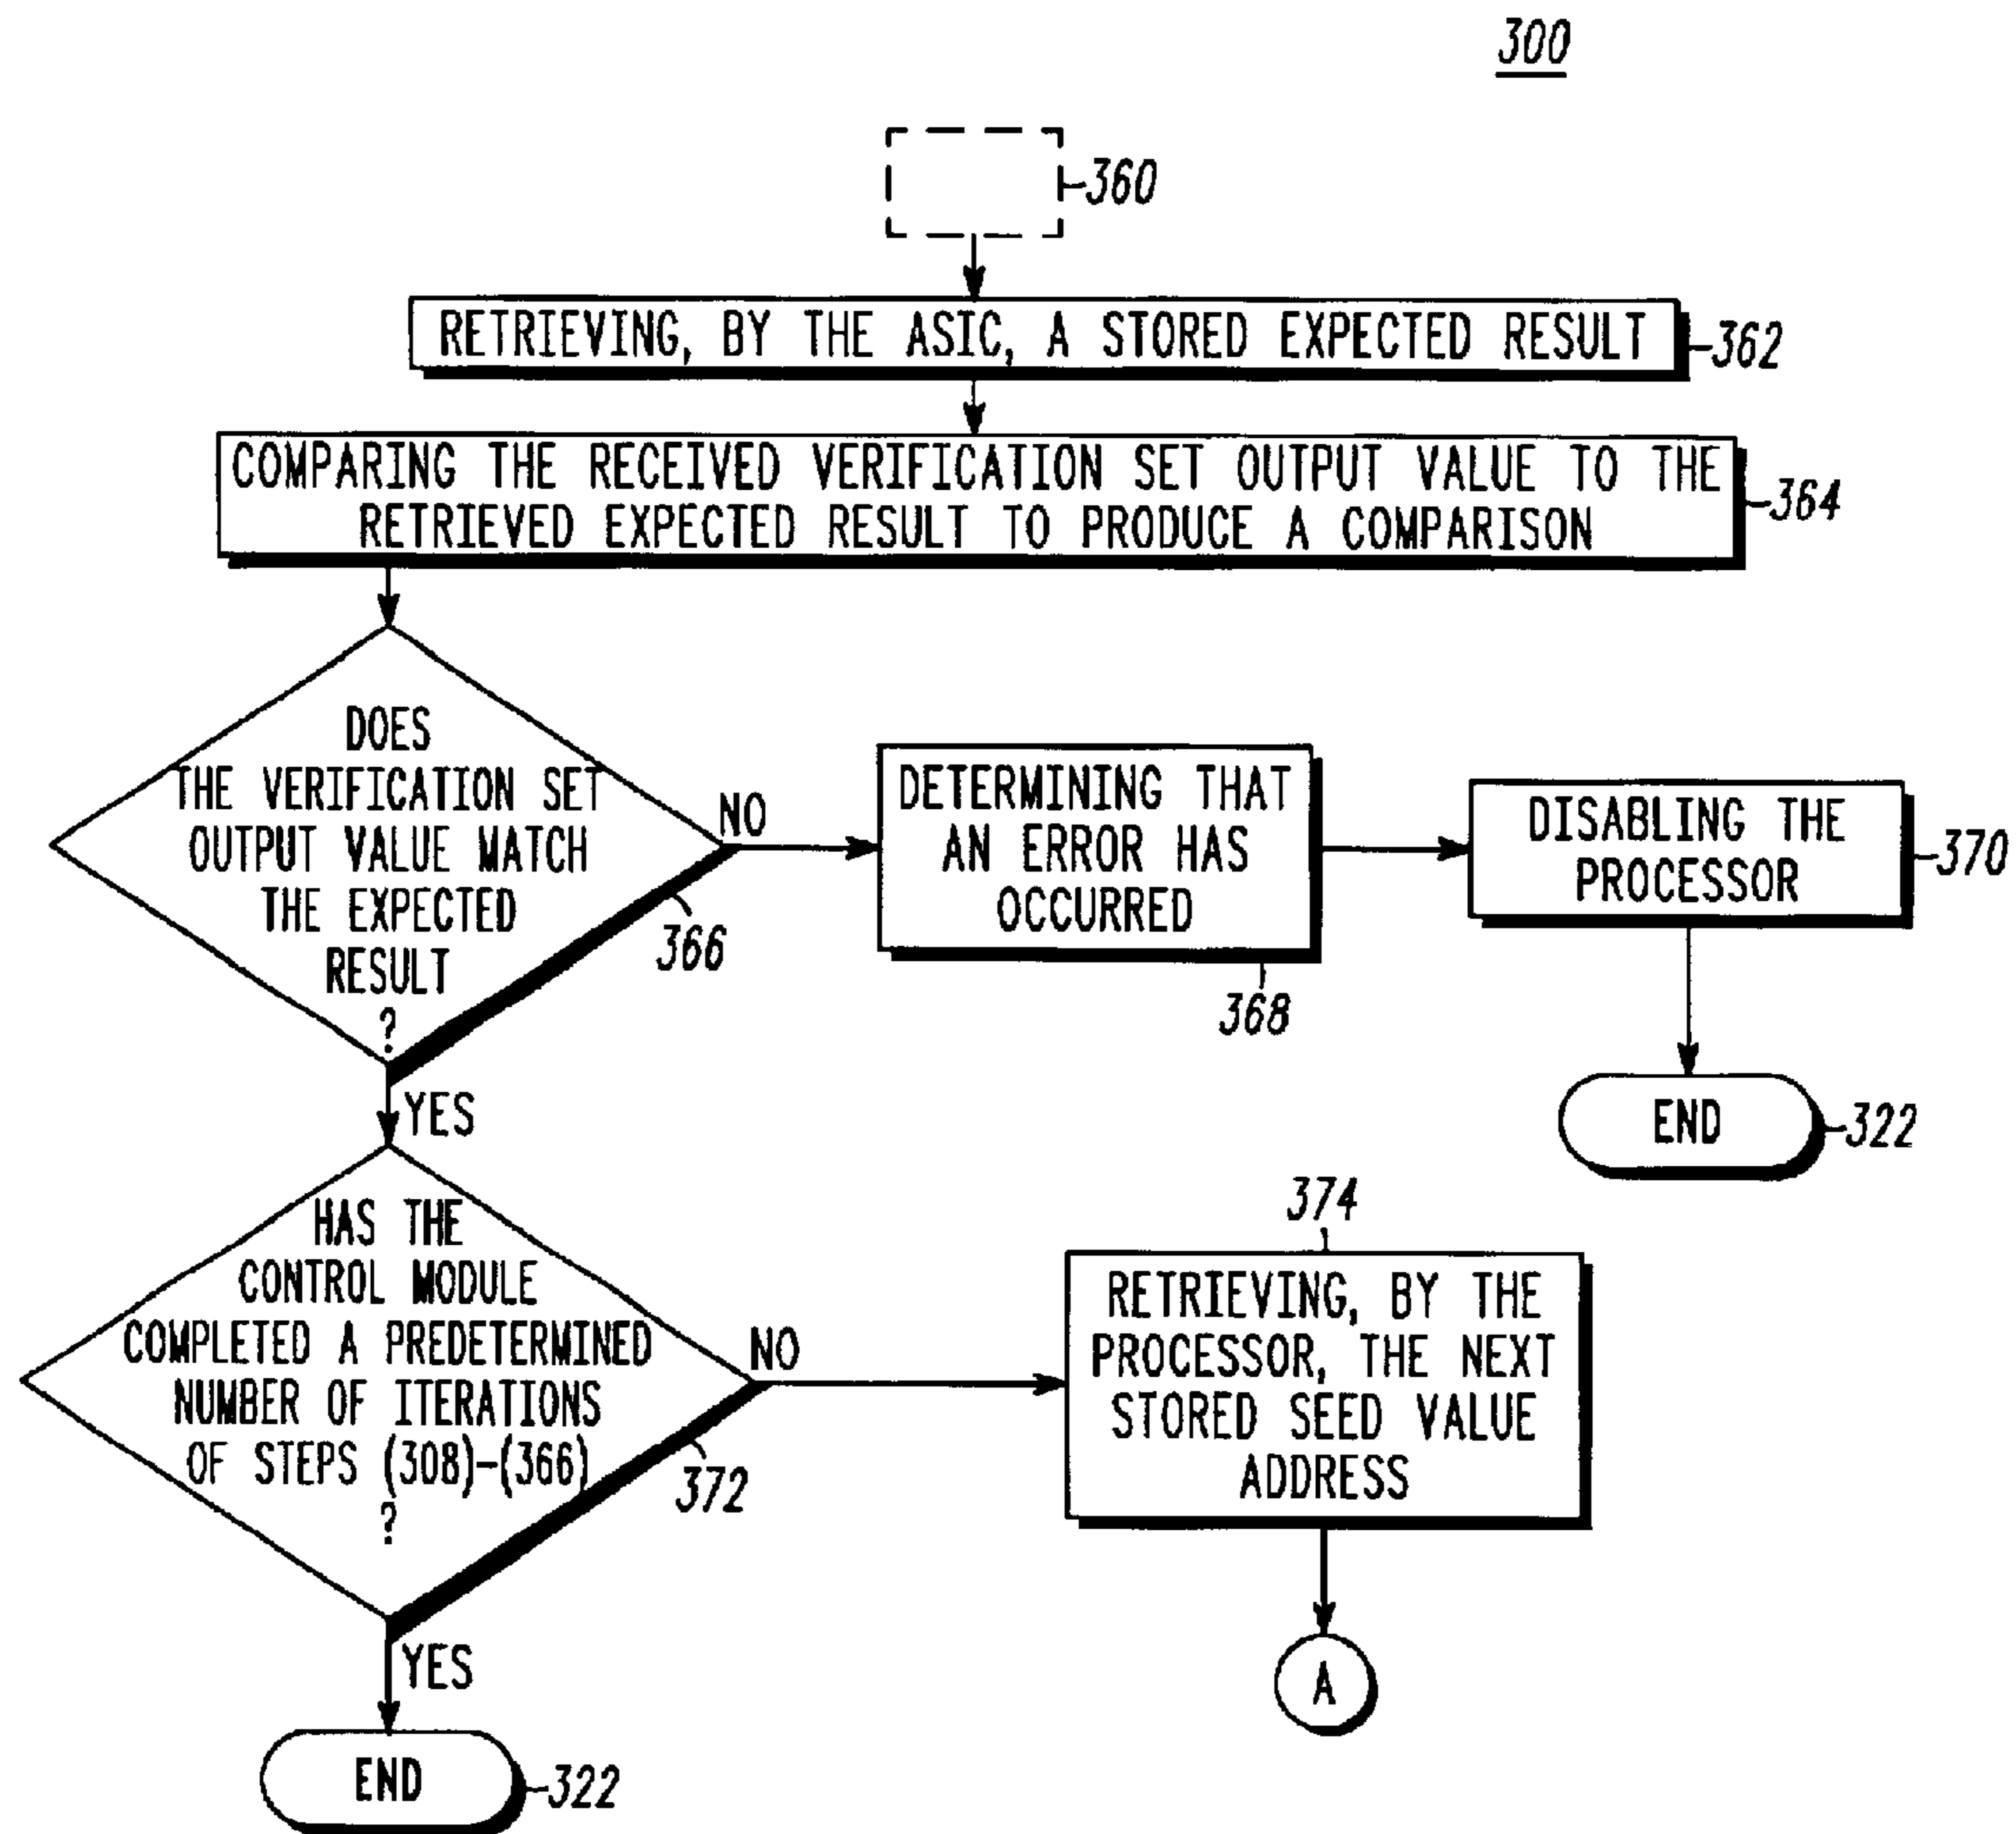 300
360
RETRIEVING, BY THE ASIC, A STORED EXPECTED RESULT
362
COMPARING THE RECEIVED VERIFICATION SET OUTPUT VALUE TO THE
RETRIEVED EXPECTED RESULT TO PRODUCE A COMPARISON
364
DOES
THE VERIFICATION SET
OUTPUT VALUE MATCH
THE EXPECTED
RESULT
?
366
NO
DETERMINING THAT
AN ERROR HAS
OCCURRED
368
DISABLING THE
PROCESSOR
370
END
322
YES
HAS THE
CONTROL MODULE
COMPLETED A PREDETERMINED
NUMBER OF ITERATIONS
OF STEPS (308)-(366)
?
372
NO
374
RETRIEVING, BY THE
PROCESSOR, THE NEXT
STORED SEED VALUE
ADDRESS
A
YES
END
322